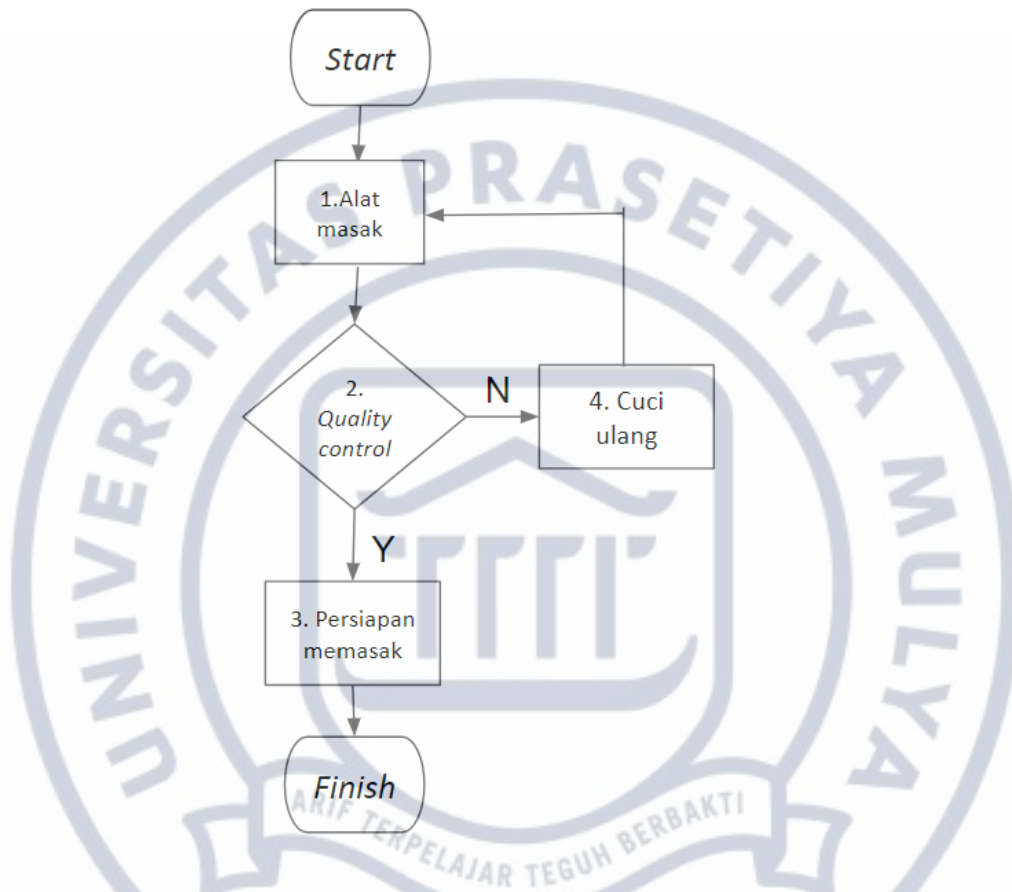 Start
UNIVERSITAS PRASETIYA MULYA
1.Alat
masak
2.
Quality
control
N
4. Cuci
ulang
Y
3. Persiapan
memasak
Finish
ARIF TERPELAJAR TEGUH BERBAKTI